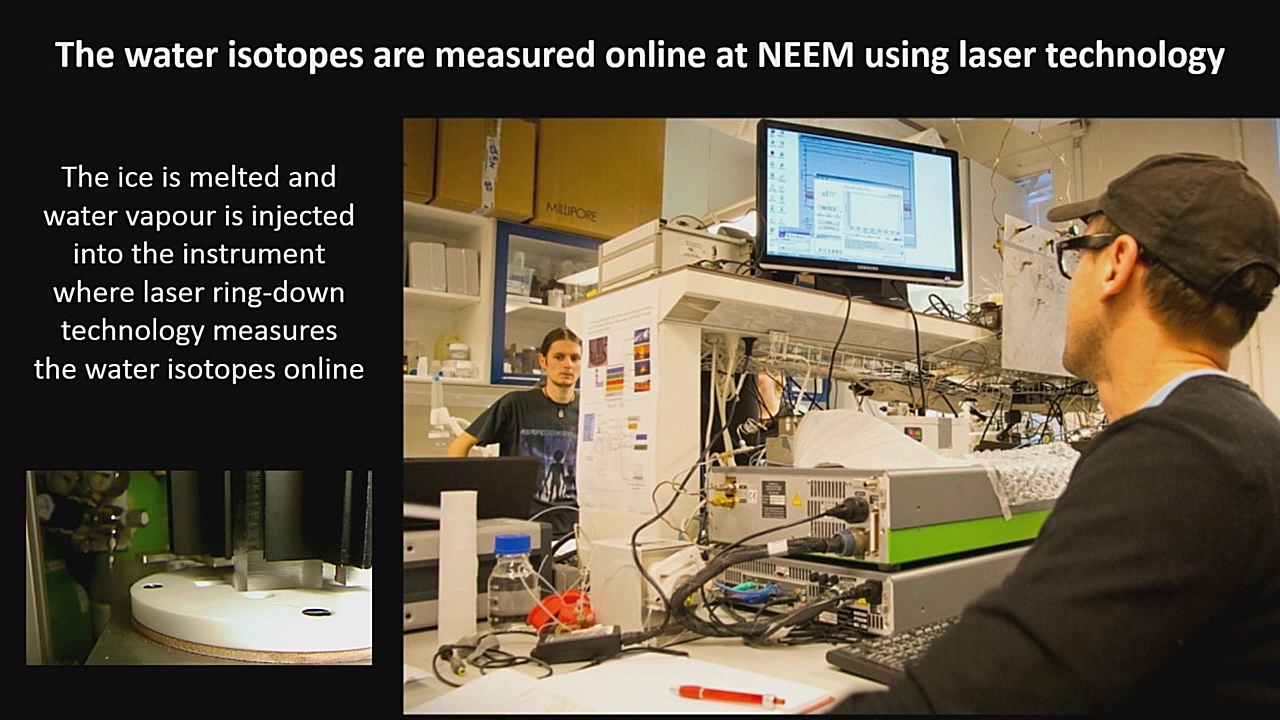 The water isotopes are measured online at NEEM using laser technology
The ice is melted and
water vapour is injected
into the instrument
where laser ring-down
technology measures
the water isotopes online
MILLIPORE
SAMSUNG